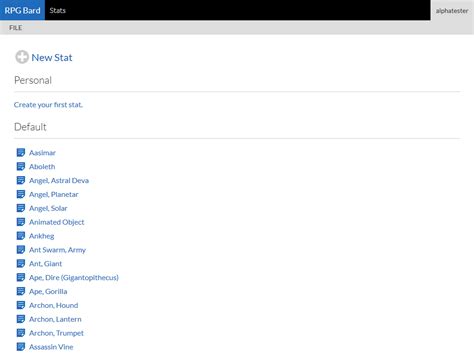 RPG Bard Stats alphatester
FILE
New Stat
Personal
Create your first stat.
Default
Aasimar
Aboleth
Angel, Astral Deva
Angel, Planetar
Angel, Solar
Animated Object
Ankheg
Ant Swarm, Army
Ant, Giant
Ape, Dire (Gigantopithecus)
Ape, Gorilla
Archon, Hound
Archon, Lantern
Archon, Trumpet
Assassin Vine